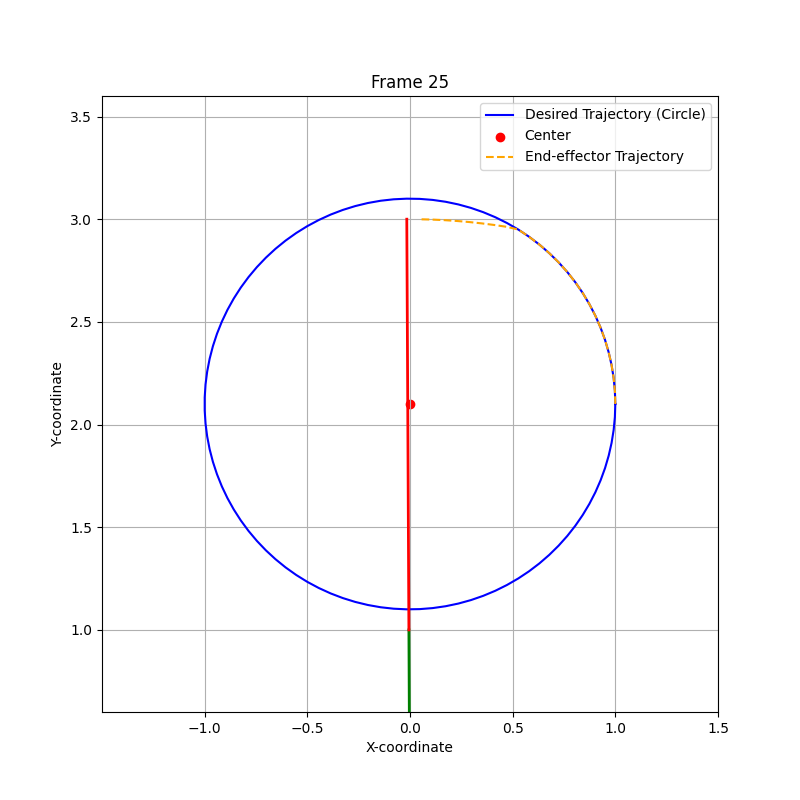 Frame 25
Desired Trajectory (Circle)
Center
End-effector Trajectory
Y-coordinate
3.5
3.0
2.5
2.0
1.5
1.0
−1.0
−0.5
0.0
0.5
1.0
1.5
X-coordinate